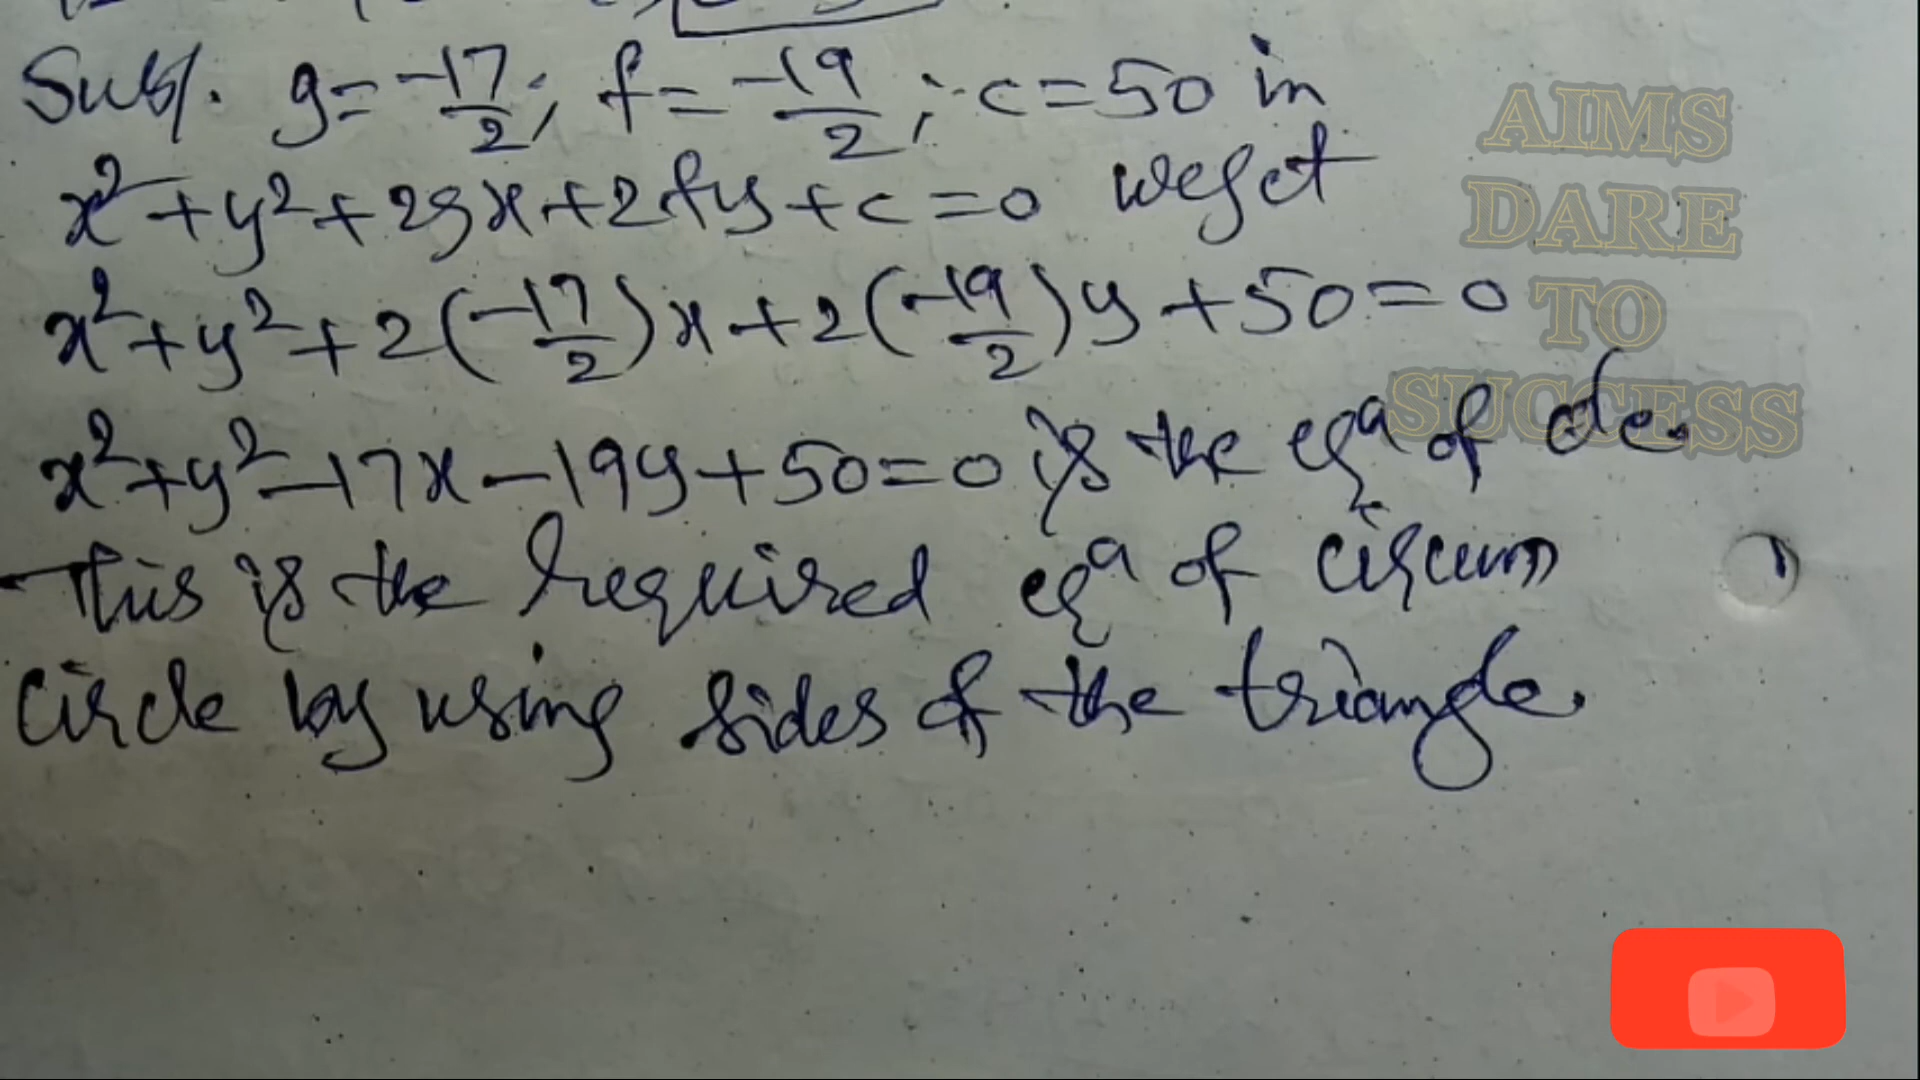 Subst. g = -17/2; f = -19/2; c = 50 in
x² + y² + 2gx + 2fy + c = 0 we get
x² + y² + 2(-17/2)x + 2(-19/2)y + 50 = 0
x² + y² - 17x - 19y + 50 = 0 is the eqn of
This is the required eqn of circum
circle by using sides of the triangle.
AIMS
DARE
TO
SUCCESS